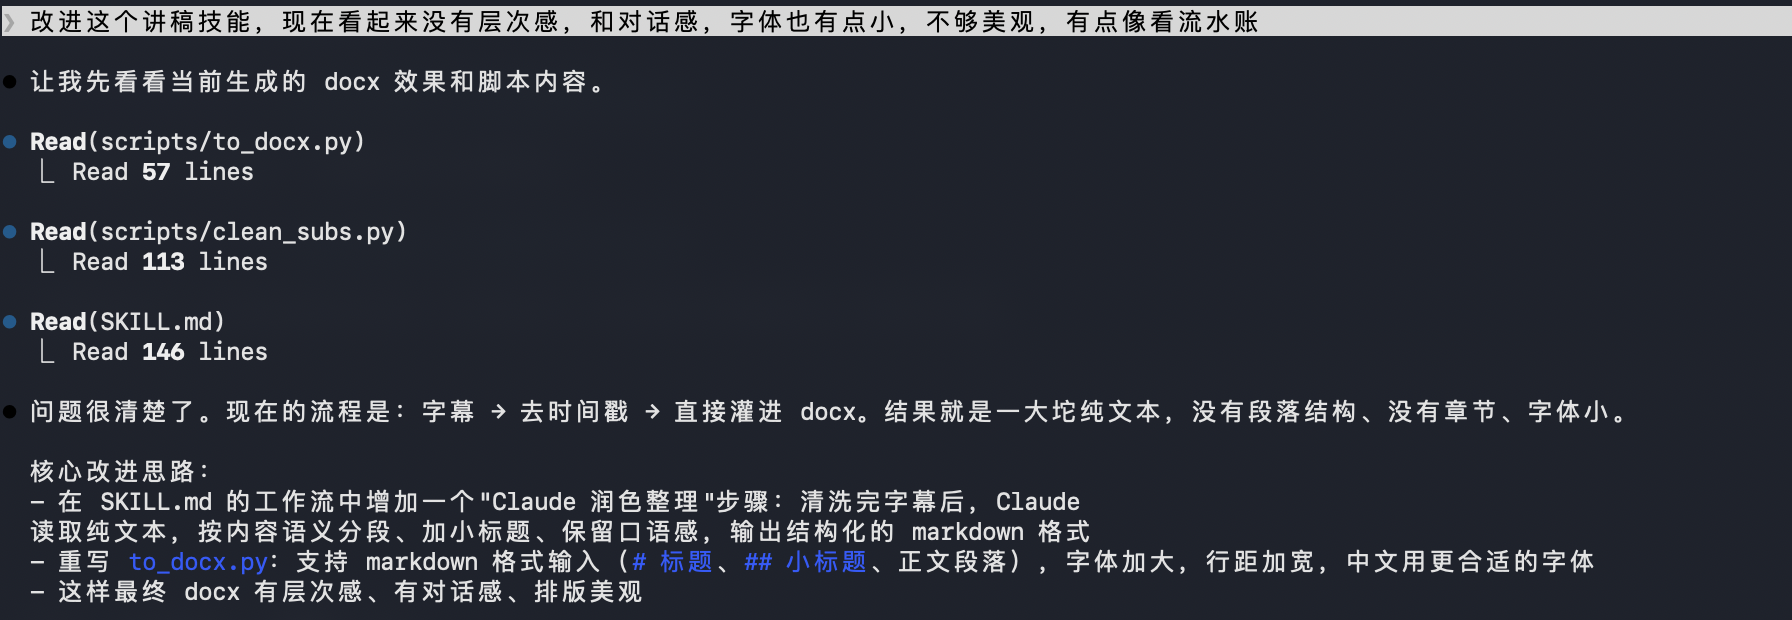 ❯ 改进这个讲稿技能，现在看起来没有层次感，和对话感，字体也有点小，不够美观，有点像看流水账
● 让我先看看当前生成的 docx 效果和脚本内容。
● Read(scripts/to_docx.py)
⎿ Read 57 lines
● Read(scripts/clean_subs.py)
⎿ Read 113 lines
● Read(SKILL.md)
⎿ Read 146 lines
● 问题很清楚了。现在的流程是：字幕 → 去时间戳 → 直接灌进 docx。结果就是一大坨纯文本，没有段落结构、没有章节、字体小。
核心改进思路：
- 在 SKILL.md 的工作流中增加一个"Claude 润色整理"步骤：清洗完字幕后，Claude
读取纯文本，按内容语义分段、加小标题、保留口语感，输出结构化的 markdown 格式
- 重写 to_docx.py：支持 markdown 格式输入（# 标题、## 小标题、正文段落），字体加大，行距加宽，中文用更合适的字体
- 这样最终 docx 有层次感、有对话感、排版美观